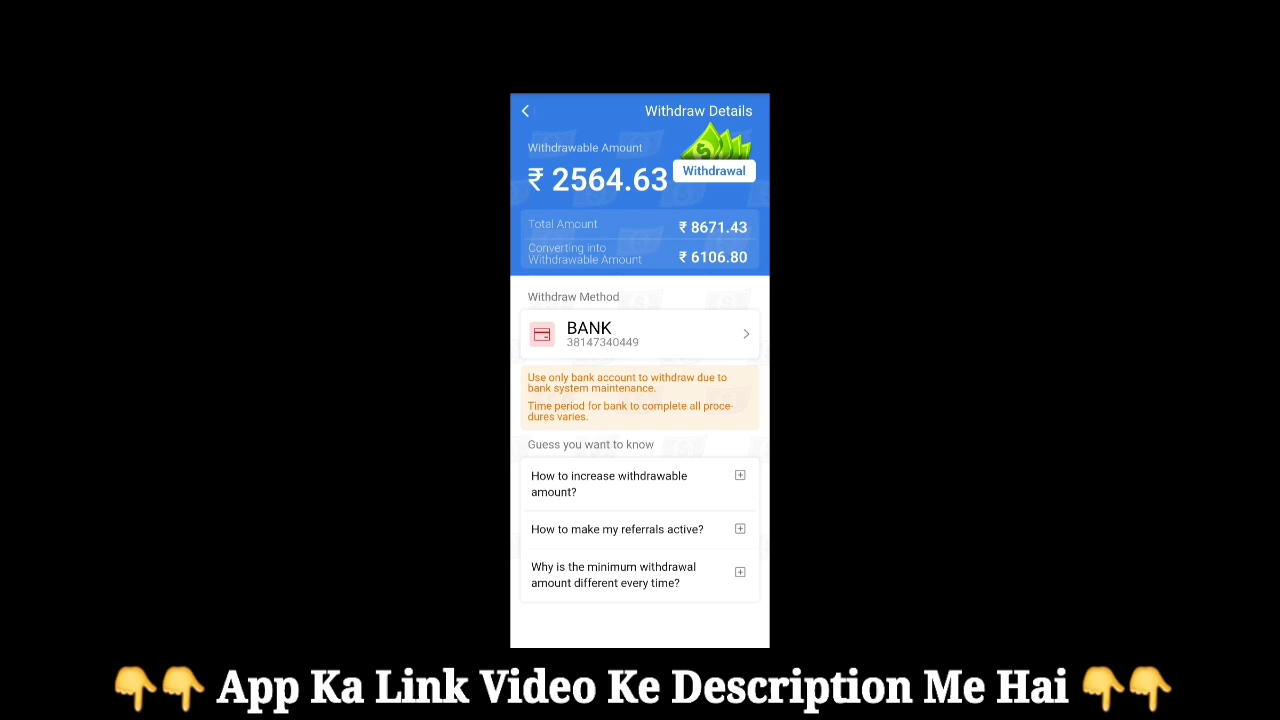 Withdraw Details
Withdrawable Amount
₹ 2564.63
Withdrawal
Total Amount
₹ 8671.43
Converting into
Withdrawable Amount
₹ 6106.80
Withdraw Method
BANK
38147340449
Use only bank account to withdraw due to
bank system maintenance.
Time period for bank to complete all proce-
dures varies.
Guess you want to know
How to increase withdrawable
amount?
How to make my referrals active?
Why is the minimum withdrawal
amount different every time?
👇👇 App Ka Link Video Ke Description Me Hai 👇👇